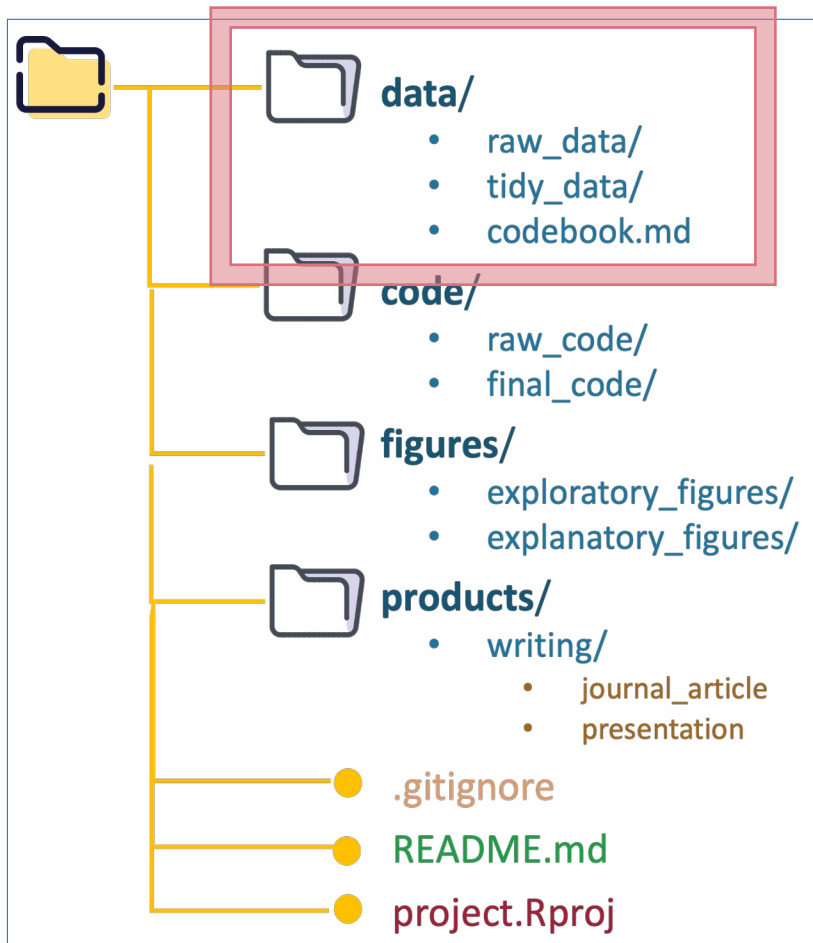 data/
• raw_data/
• tidy_data/
• codebook.md
code/
• raw_code/
• final_code/
figures/
• exploratory_figures/
• explanatory_figures/
products/
• writing/
• journal_article
• presentation
.gitignore
README.md
project.Rproj